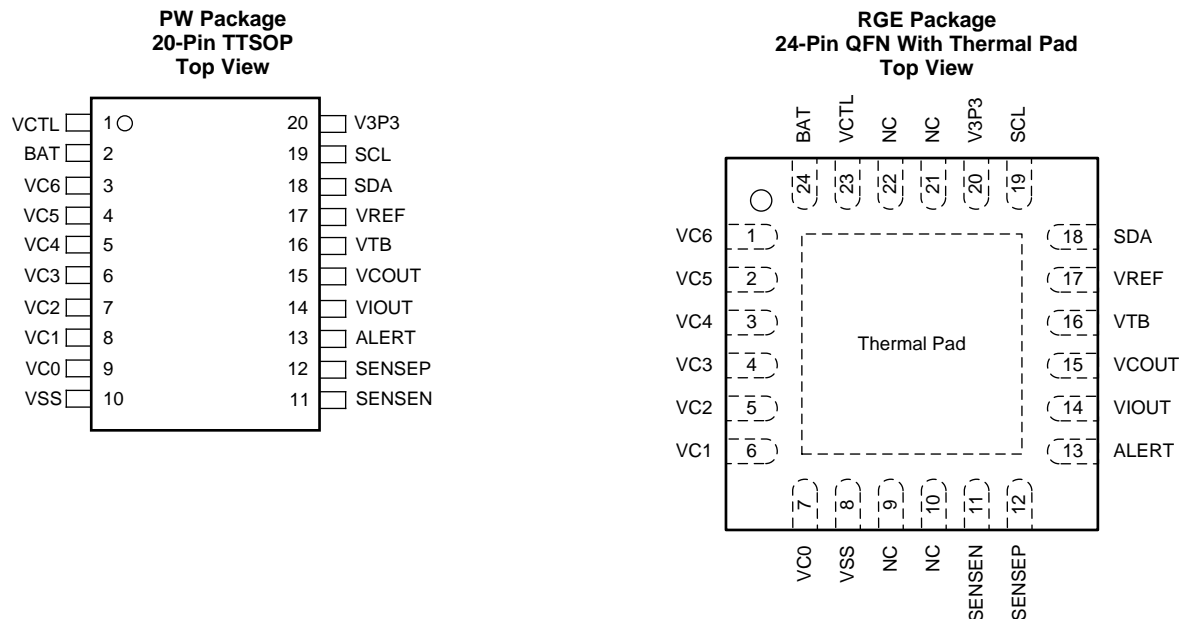 PW Package
20-Pin TTSOP
Top View
VCTL 1 20 V3P3
BAT 2 19 SCL
VC6 3 18 SDA
VC5 4 17 VREF
VC4 5 16 VTB
VC3 6 15 VCOUT
VC2 7 14 VIOUT
VC1 8 13 ALERT
VC0 9 12 SENSEP
VSS 10 11 SENSEN
RGE Package
24-Pin QFN With Thermal Pad
Top View
BAT VCTL NC NC V3P3 SCL
24 23 22 21 20 19
VC6 1 18 SDA
VC5 2 17 VREF
VC4 3 16 VTB
VC3 4 Thermal Pad 15 VCOUT
VC2 5 14 VIOUT
VC1 6 13 ALERT
7 8 9 10 11 12
VC0 VSS NC NC SENSEN SENSEP